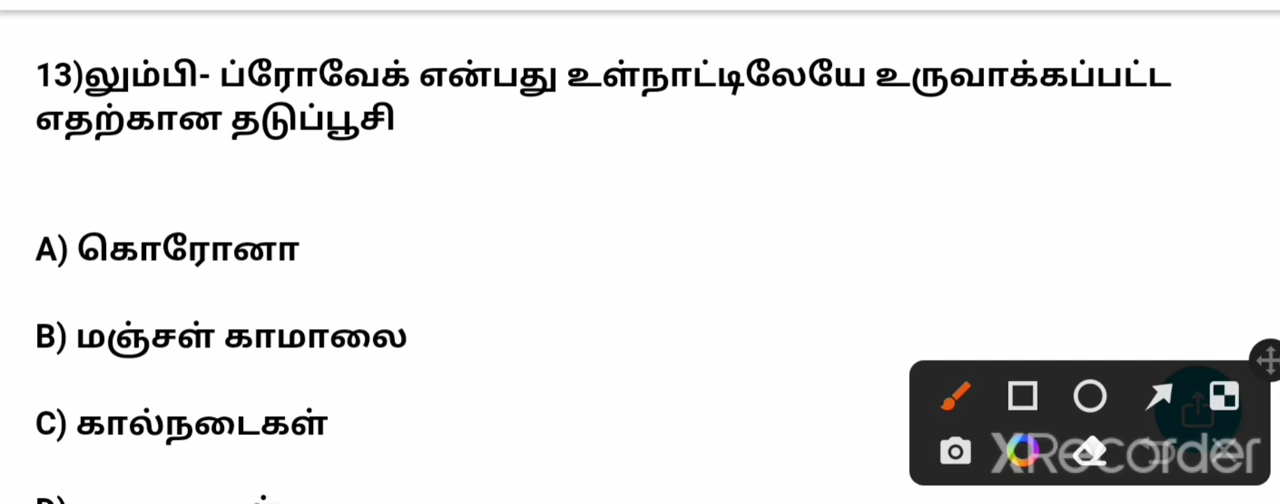 13)லும்பி- ப்ரோவேக் என்பது உள்நாட்டிலேயே உருவாக்கப்பட்ட
எதற்கான தடுப்பூசி
A) கொரோனா
B) மஞ்சள் காமாலை
C) கால்நடைகள்
XRecorder